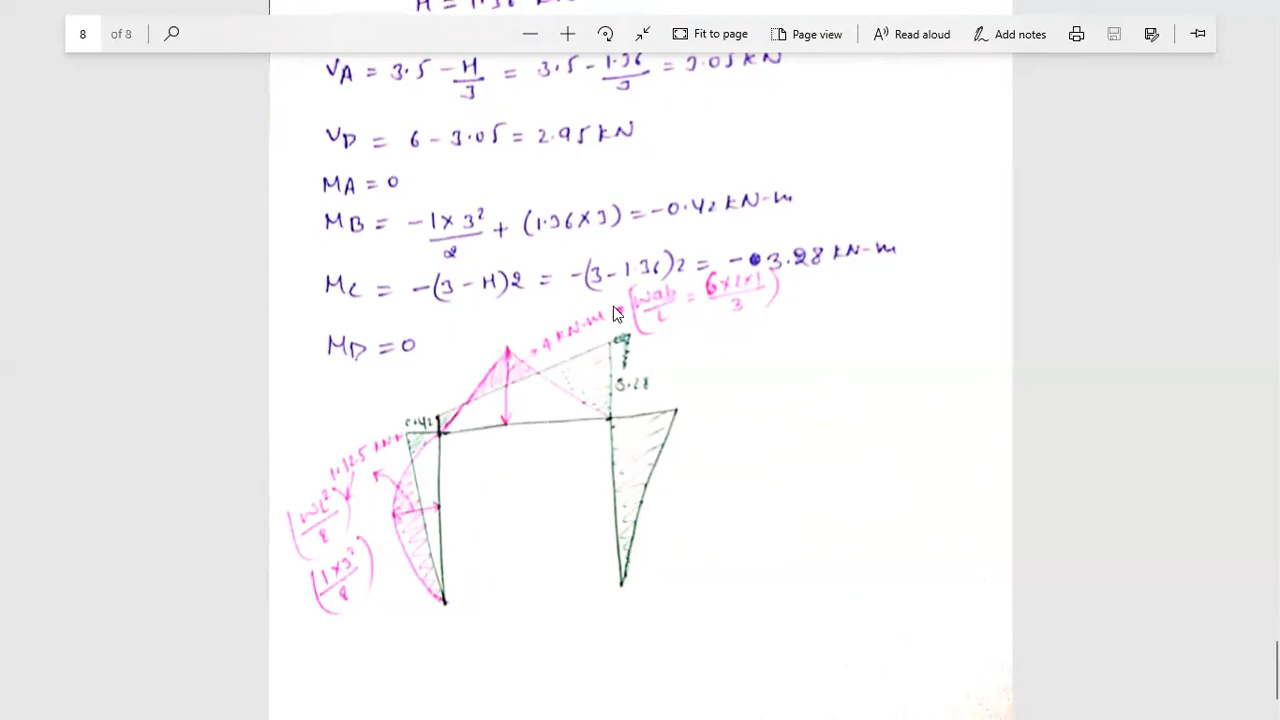 H = 1.36 KN
8 of 8 Fit to page Page view Read aloud Add notes
VA = 3.5 - H/3 = 3.5 - 1.36/3 = 3.05 KN
VD = 6 - 3.05 = 2.95 KN
MA = 0
MB = -1×3²/2 + (1.36×3) = -0.42 KN-m
MC = -(3-H)2 = -(3-1.36)2 = -3.28 KN-m
MD = 0
= 4 KN.m (Wab/L = 6×2×1/3)
3.28
0.42
1.125 KN
(WL²/8)
(1×3²/8)